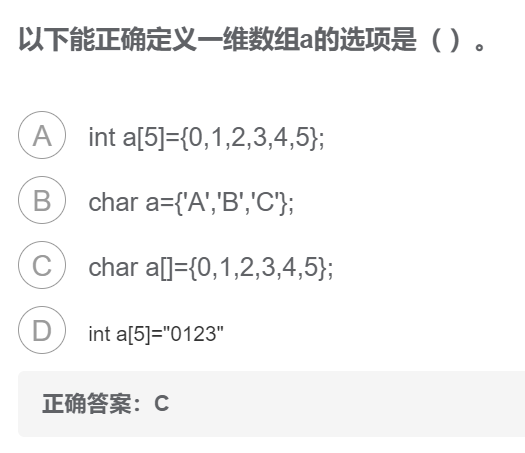 以下能正确定义一维数组a的选项是（ ）。
A int a[5]={0,1,2,3,4,5};
B char a={'A','B','C'};
C char a[]={0,1,2,3,4,5};
D int a[5]="0123"
正确答案：C